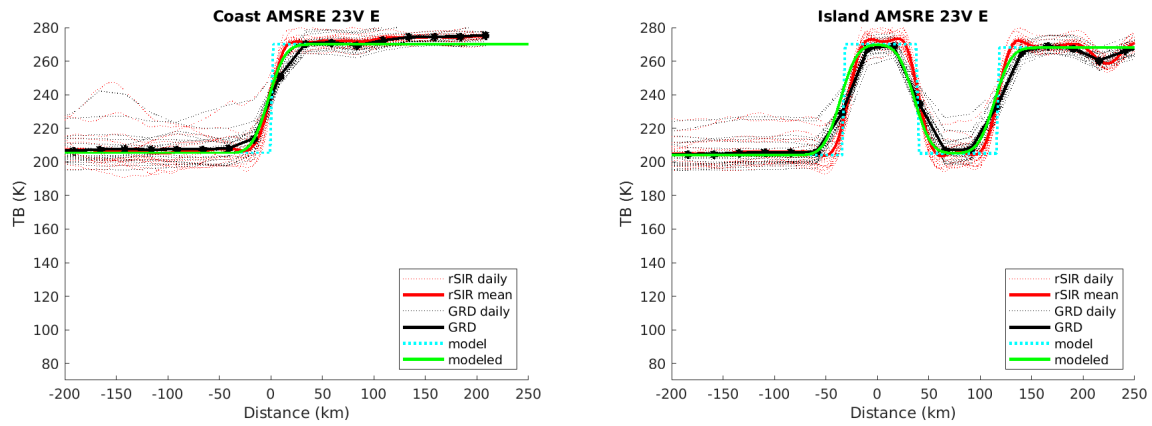 Coast AMSRE 23V E
TB (K)
280
260
240
220
200
180
160
140
120
100
80
-200 -150 -100 -50 0 50 100 150 200 250
Distance (km)
rSIR daily
rSIR mean
GRD daily
GRD
model
modeled
Island AMSRE 23V E
TB (K)
280
260
240
220
200
180
160
140
120
100
80
-200 -150 -100 -50 0 50 100 150 200 250
Distance (km)
rSIR daily
rSIR mean
GRD daily
GRD
model
modeled